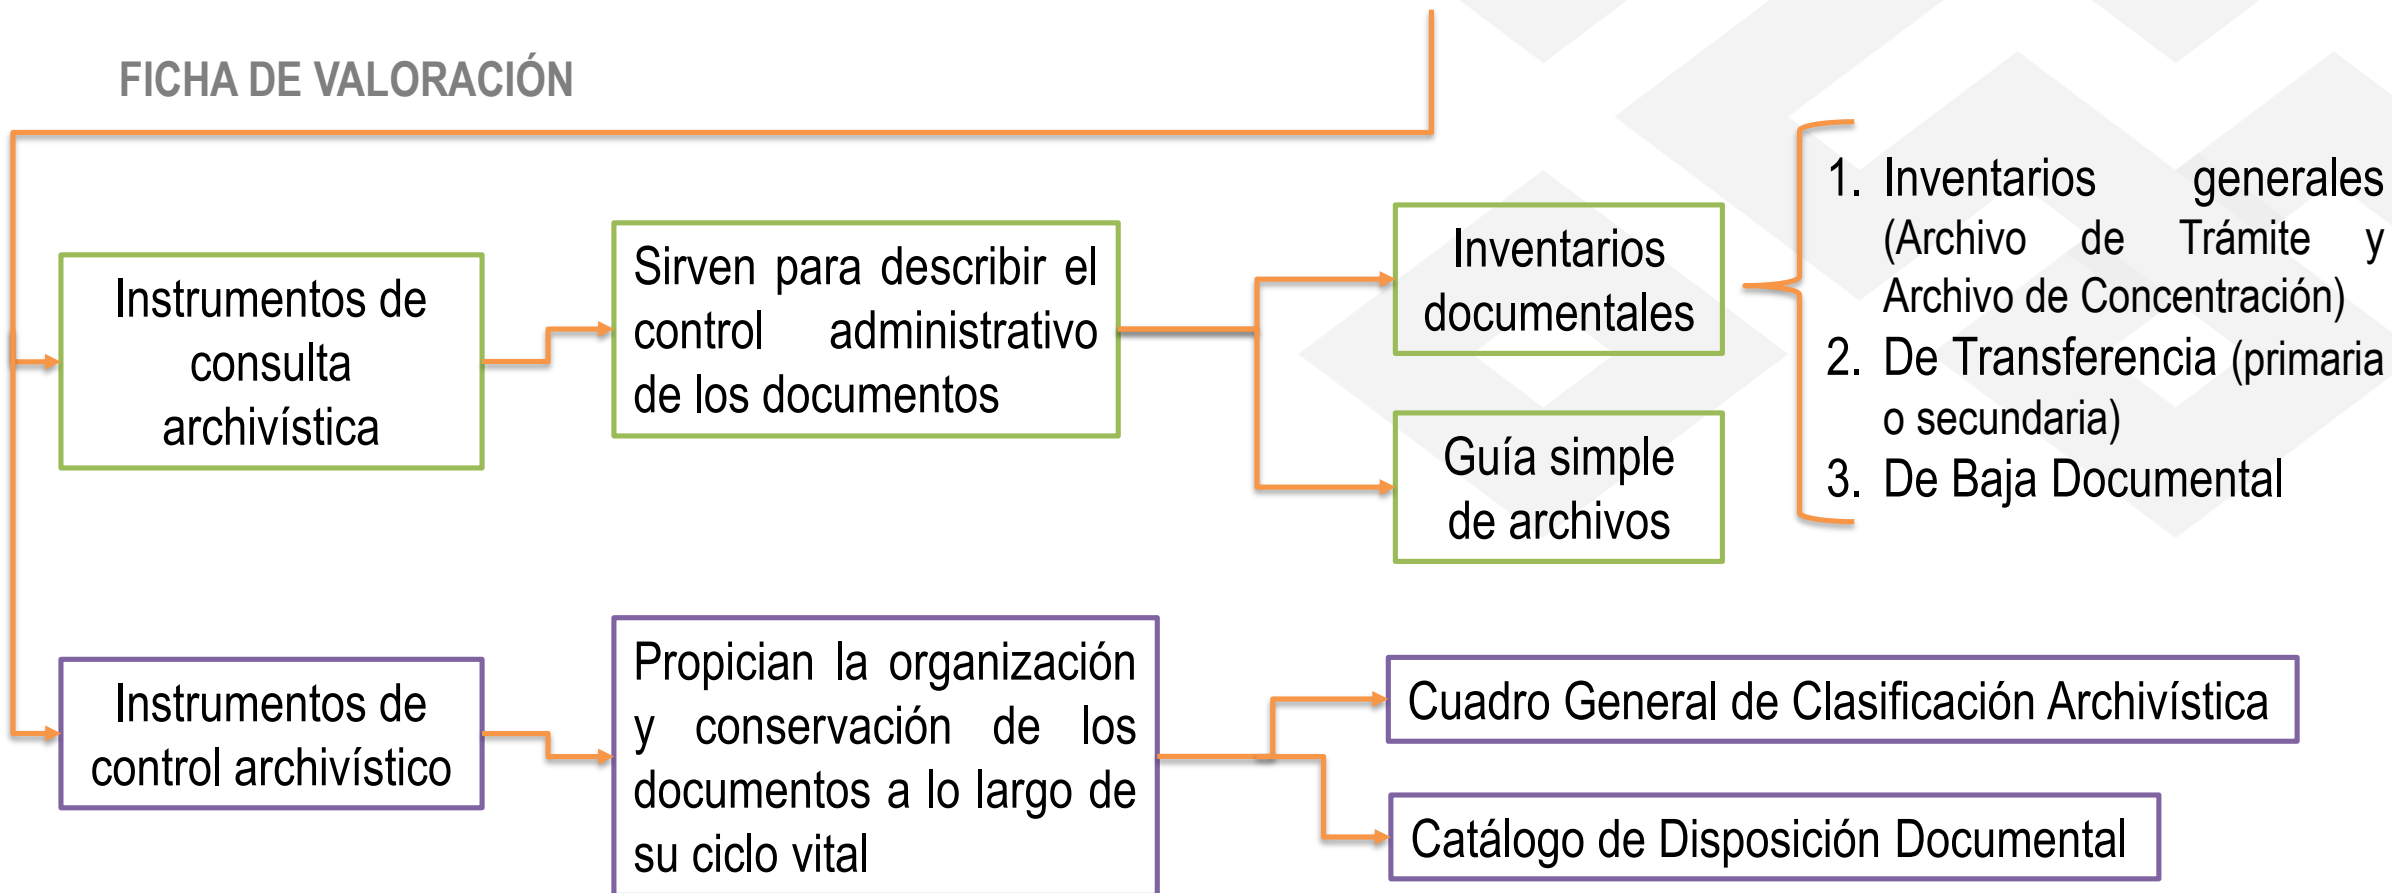 FICHA DE VALORACIÓN
Instrumentos de
consulta
archivística
Sirven para describir el
control administrativo
de los documentos
Inventarios
documentales
Guía simple
de archivos
1. Inventarios generales
(Archivo de Trámite y
Archivo de Concentración)
2. De Transferencia (primaria
o secundaria)
3. De Baja Documental
Instrumentos de
control archivístico
Propician la organización
y conservación de los
documentos a lo largo de
su ciclo vital
Cuadro General de Clasificación Archivística
Catálogo de Disposición Documental